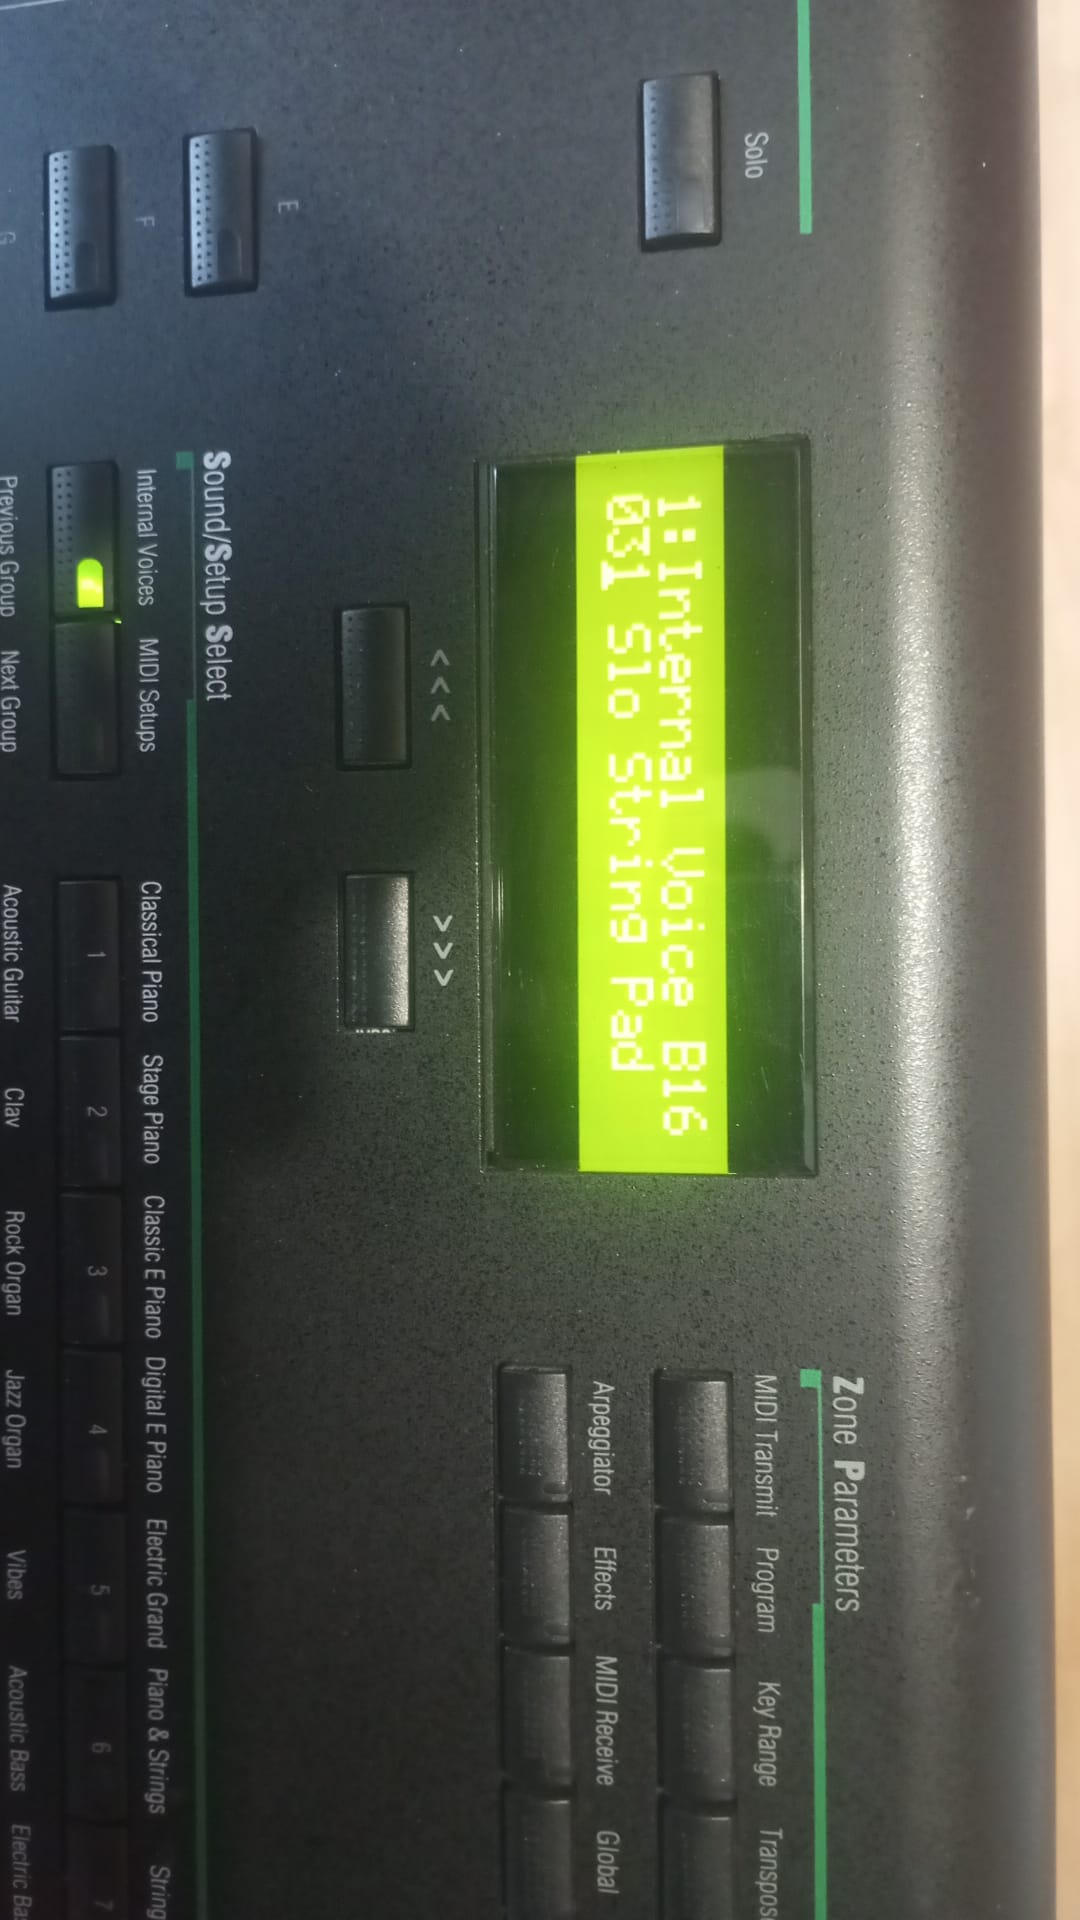 Solo
E
F
G
1:Internal Voice B16
031 Slo String Pad
<<<
>>>
Zone Parameters
MIDI Transmit Program Key Range
Arpeggiator Effects MIDI Receive Global
Sound/Setup Select
Internal Voices MIDI Setups
Classical Piano Stage Piano Classic E Piano Digital E Piano Electric Grand Piano & Strings
1 2 3 4 5 6 7
Previous Group Next Group
Acoustic Guitar Clav Rock Organ Jazz Organ Vibes Acoustic Bass Electric